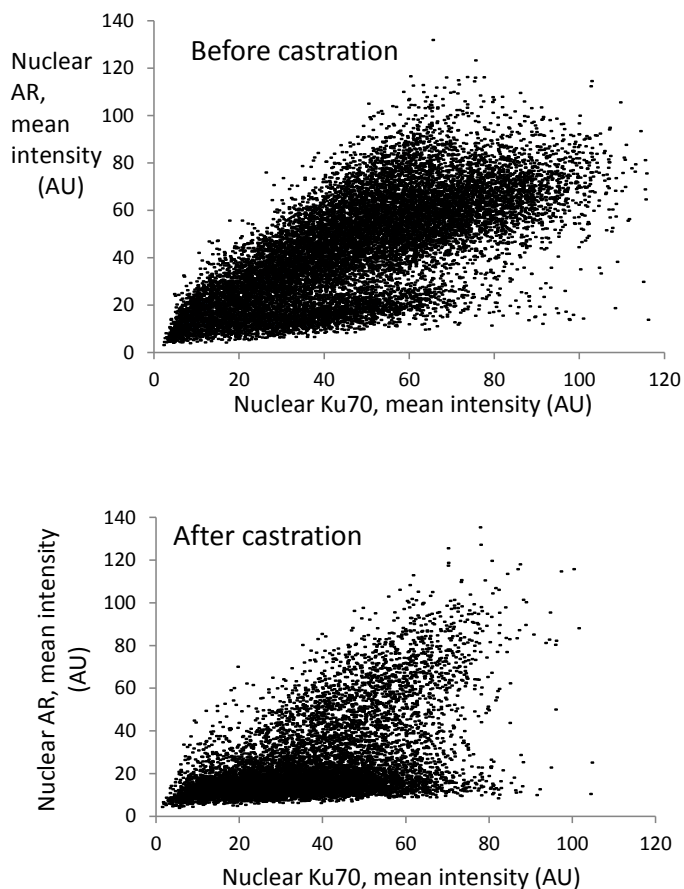 140
120
100
80
60
40
20
0
Nuclear
AR,
mean
intensity
(AU)
Before castration
0 20 40 60 80 100 120
Nuclear Ku70, mean intensity (AU)
Nuclear AR, mean intensity
(AU)
140
120
100
80
60
40
20
0
After castration
0 20 40 60 80 100 120
Nuclear Ku70, mean intensity (AU)